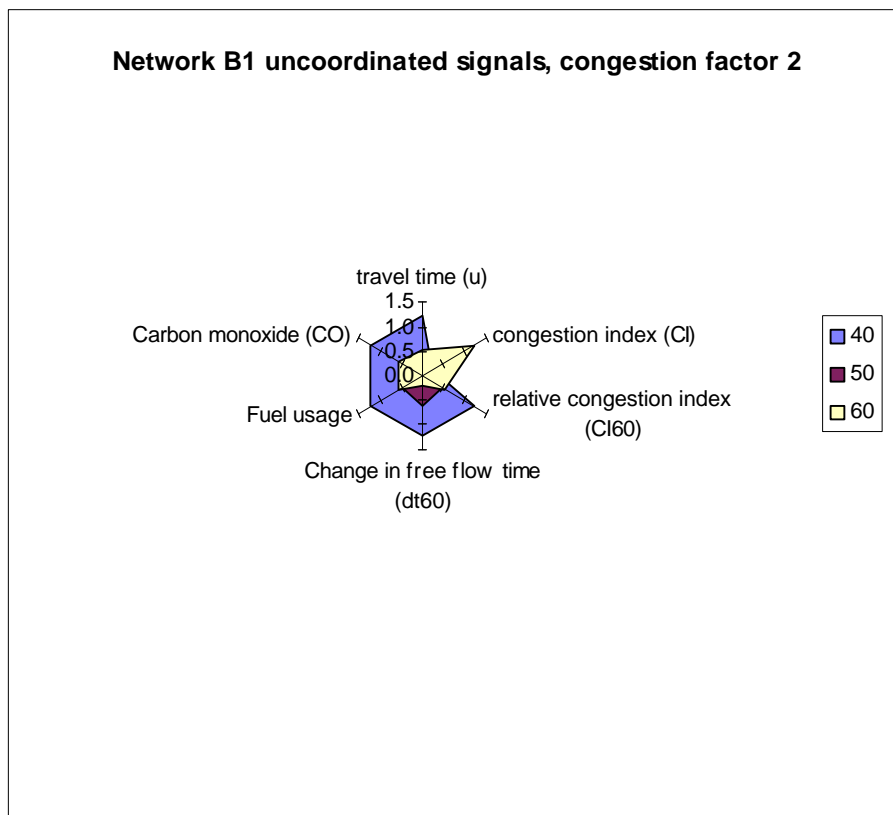 Network B1 uncoordinated signals, congestion factor 2
travel time (u)
1.5
1.0
0.5
0.0
Carbon monoxide (CO)
congestion index (CI)
relative congestion index
(CI60)
Fuel usage
Change in free flow time
(dt60)
40
50
60